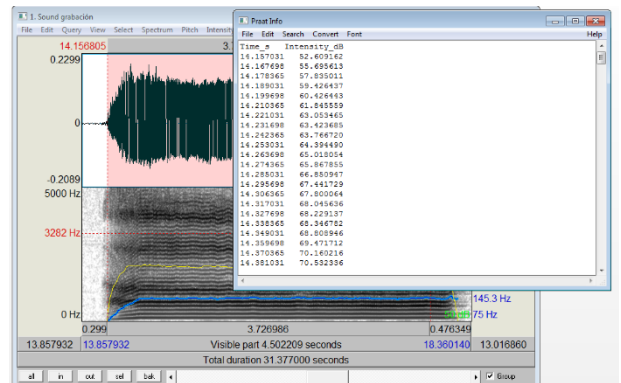 1. Sound grabación
File Edit Query View Select Spectrum Pitch Intensity
14.156805
0.2299
0
-0.2089
5000 Hz
3282 Hz
0 Hz
145.3 Hz
75 Hz
0.299 3.726986 0.476349
13.857932 13.857932 Visible part 4.502209 seconds 18.360140 13.016860
Total duration 31.377000 seconds
all in out sel bak Group
Praat Info
File Edit Search Convert Font Help
Time_s Intensity_dB
14.157031 52.609162
14.167698 55.695613
14.178365 57.835011
14.189031 59.426437
14.199698 60.426443
14.210365 61.845559
14.221031 63.053465
14.231698 63.423685
14.242365 63.766720
14.253031 64.394490
14.263698 65.018054
14.274365 65.867855
14.285031 66.850947
14.295698 67.441729
14.306365 67.800064
14.317031 68.045636
14.327698 68.229137
14.338365 68.346782
14.349031 68.808946
14.359698 69.471712
14.370365 70.160216
14.381031 70.532336